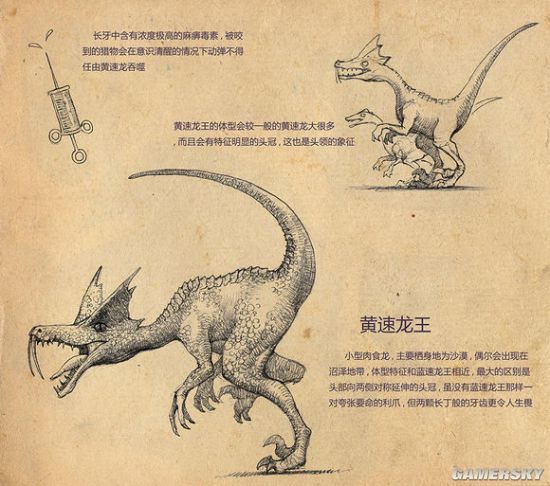 长牙中含有浓度极高的麻痹毒素，被咬
到的猎物会在意识清醒的情况下动弹不得
任由黄速龙吞噬
黄速龙王的体型会较一般的黄速龙大很多
，而且会有特征明显的头冠，这也是头领的象征
黄速龙王
小型肉食龙，主要栖身地为沙漠，偶尔会出现在
沼泽地带，体型特征和蓝速龙王相近，最大的区别是
头部向两侧对称延伸的头冠，虽没有蓝速龙王那样一
对夸张要命的利爪，但两颗长丁般的牙齿更令人生畏
GAMERSKY